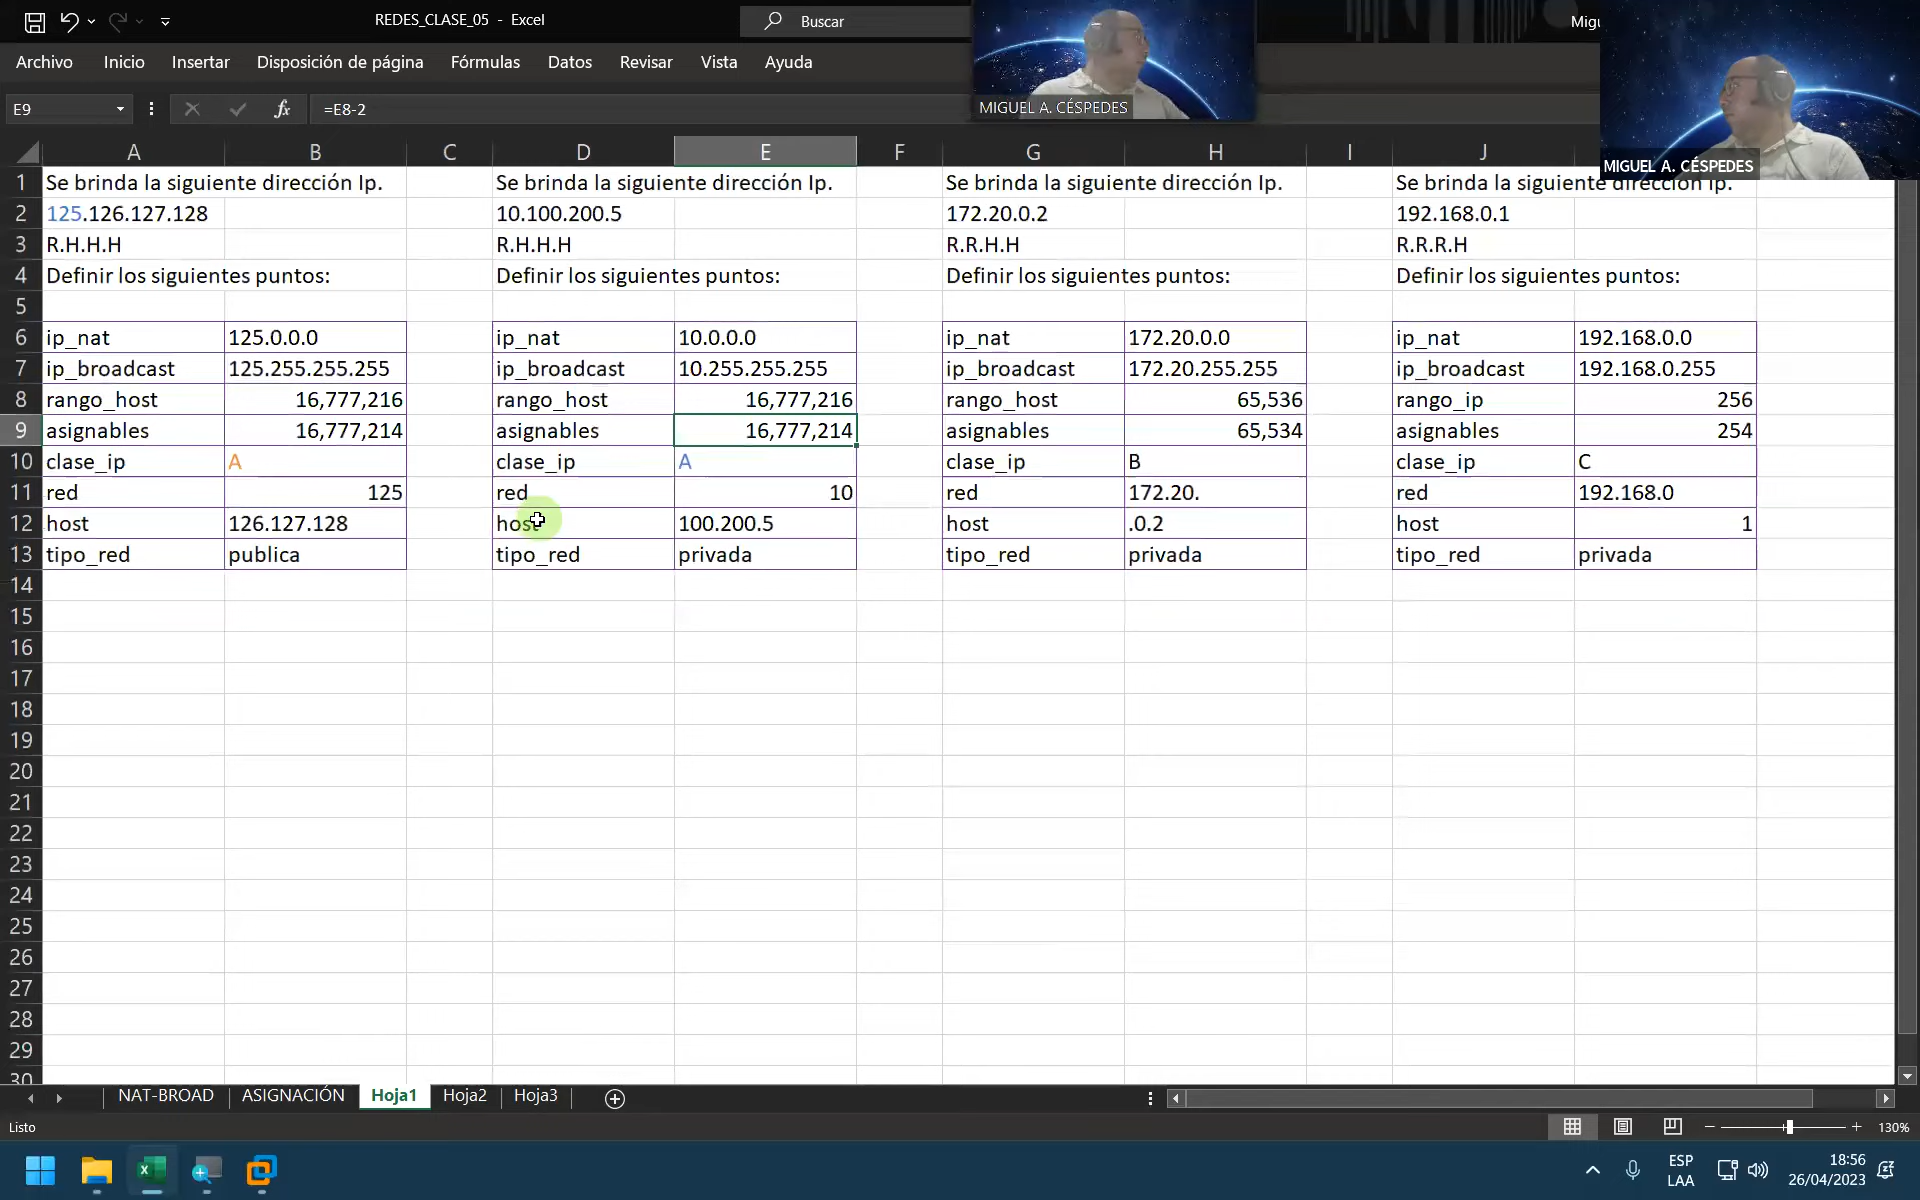 REDES_CLASE_05 - Excel
Buscar
Migu
Archivo Inicio Insertar Disposición de página Fórmulas Datos Revisar Vista Ayuda
MIGUEL A. CÉSPEDES
MIGUEL A. CÉSPEDES
E9 fx =E8-2
A B C D E F G H I J
1 Se brinda la siguiente dirección Ip. Se brinda la siguiente dirección Ip. Se brinda la siguiente dirección Ip. Se brinda la siguiente dirección Ip.
2 125.126.127.128 10.100.200.5 172.20.0.2 192.168.0.1
3 R.H.H.H R.H.H.H R.R.H.H R.R.R.H
4 Definir los siguientes puntos: Definir los siguientes puntos: Definir los siguientes puntos: Definir los siguientes puntos:
5
6 ip_nat 125.0.0.0 ip_nat 10.0.0.0 ip_nat 172.20.0.0 ip_nat 192.168.0.0
7 ip_broadcast 125.255.255.255 ip_broadcast 10.255.255.255 ip_broadcast 172.20.255.255 ip_broadcast 192.168.0.255
8 rango_host 16,777,216 rango_host 16,777,216 rango_host 65,536 rango_ip 256
9 asignables 16,777,214 asignables 16,777,214 asignables 65,534 asignables 254
10 clase_ip A clase_ip A clase_ip B clase_ip C
11 red 125 red 10 red 172.20. red 192.168.0
12 host 126.127.128 host 100.200.5 host .0.2 host 1
13 tipo_red publica tipo_red privada tipo_red privada tipo_red privada
14
15
16
17
18
19
20
21
22
23
24
25
26
27
28
29
30
NAT-BROAD ASIGNACIÓN Hoja1 Hoja2 Hoja3
Listo
130%
ESP
LAA
18:56
26/04/2023